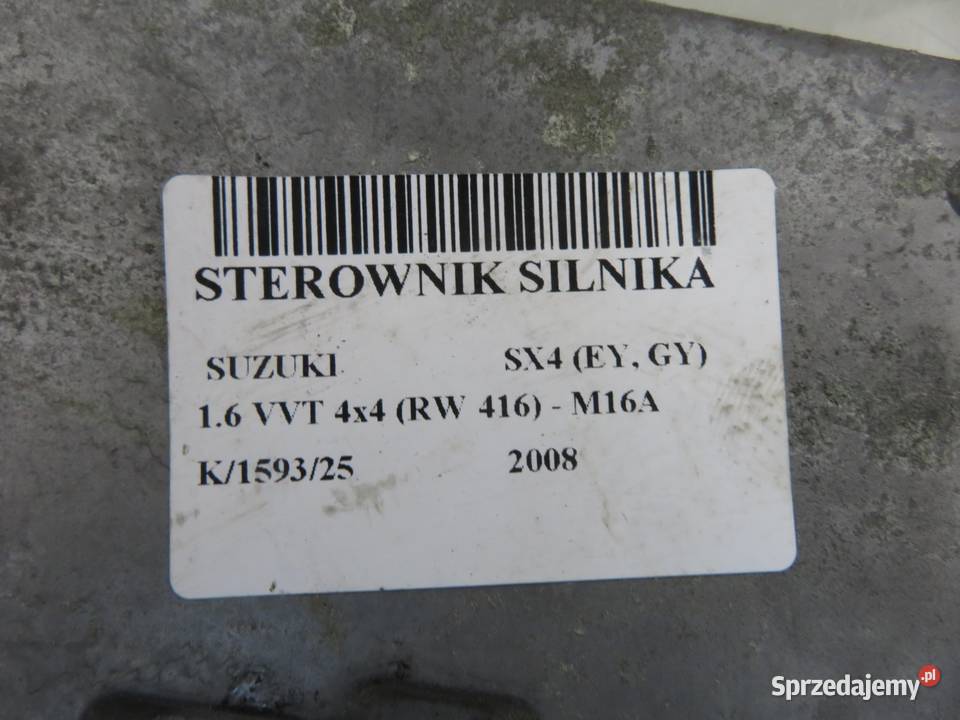 STEROWNIK SILNIKA
SUZUKI SX4 (EY, GY)
1.6 VVT 4x4 (RW 416) - M16A
K/1593/25 2008
Sprzedajemy.pl